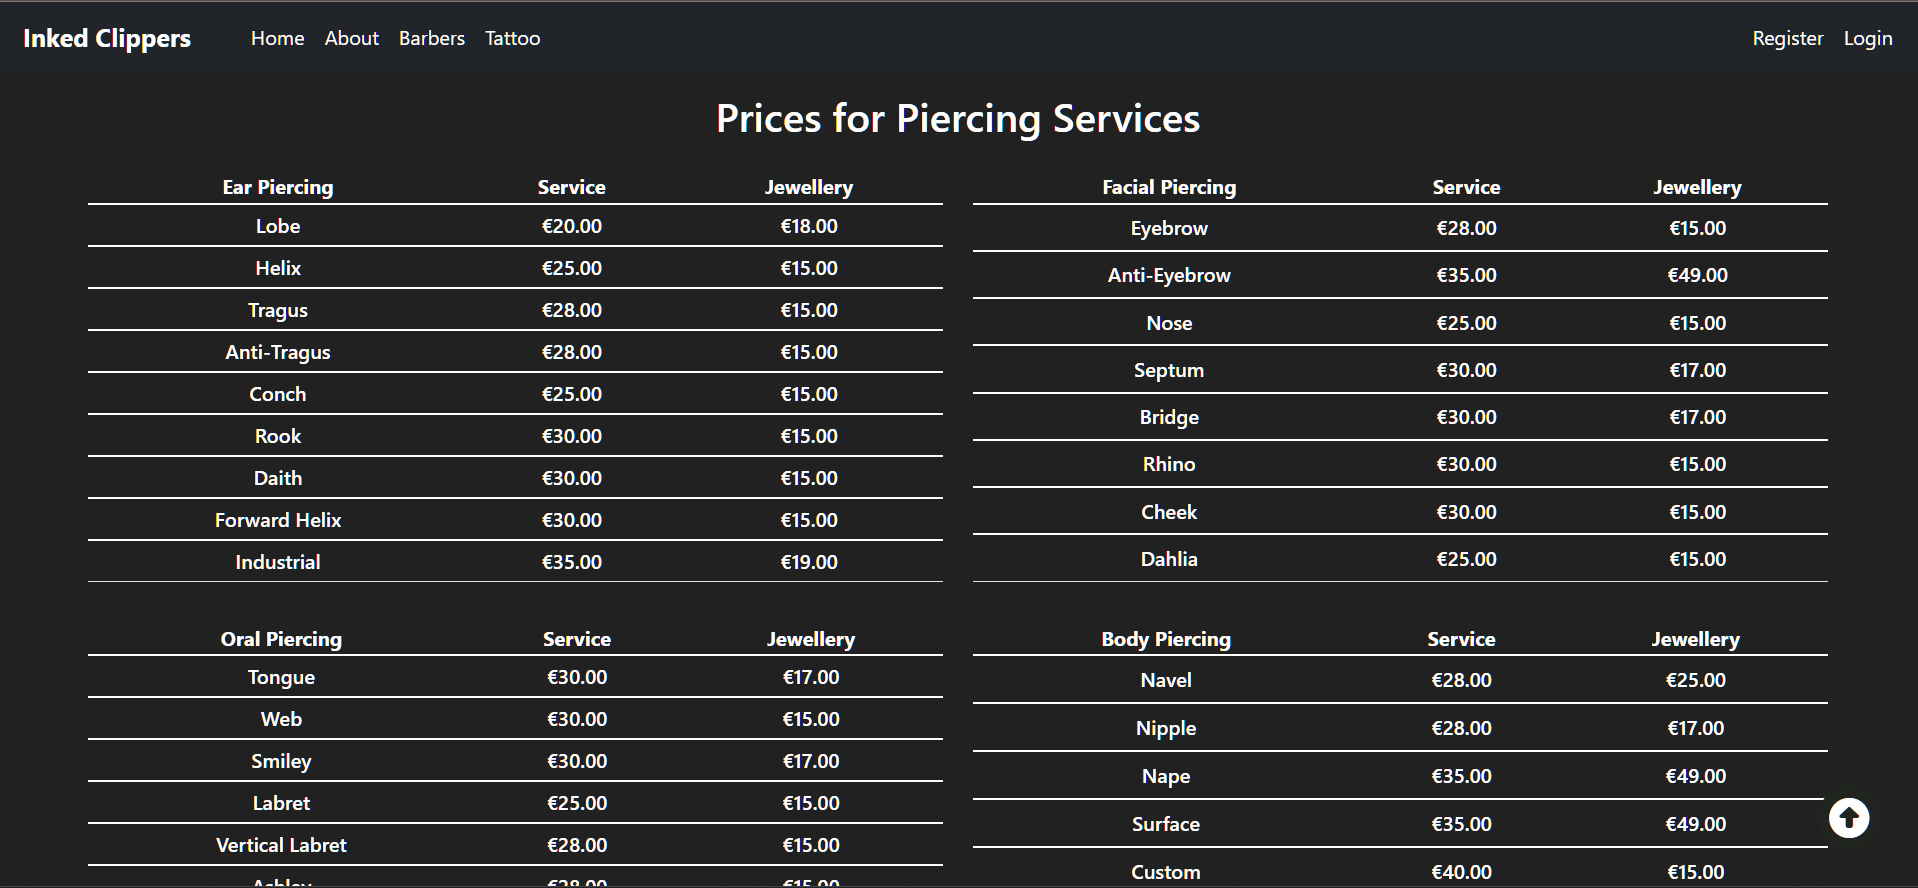 Inked Clippers Home About Barbers Tattoo Register Login
Prices for Piercing Services
Ear Piercing Service Jewellery
Lobe €20.00 €18.00
Helix €25.00 €15.00
Tragus €28.00 €15.00
Anti-Tragus €28.00 €15.00
Conch €25.00 €15.00
Rook €30.00 €15.00
Daith €30.00 €15.00
Forward Helix €30.00 €15.00
Industrial €35.00 €19.00
Facial Piercing Service Jewellery
Eyebrow €28.00 €15.00
Anti-Eyebrow €35.00 €49.00
Nose €25.00 €15.00
Septum €30.00 €17.00
Bridge €30.00 €17.00
Rhino €30.00 €15.00
Cheek €30.00 €15.00
Dahlia €25.00 €15.00
Oral Piercing Service Jewellery
Tongue €30.00 €17.00
Web €30.00 €15.00
Smiley €30.00 €17.00
Labret €25.00 €15.00
Vertical Labret €28.00 €15.00
Ashley €28.00 €15.00
Body Piercing Service Jewellery
Navel €28.00 €25.00
Nipple €28.00 €17.00
Nape €35.00 €49.00
Surface €35.00 €49.00
Custom €40.00 €15.00